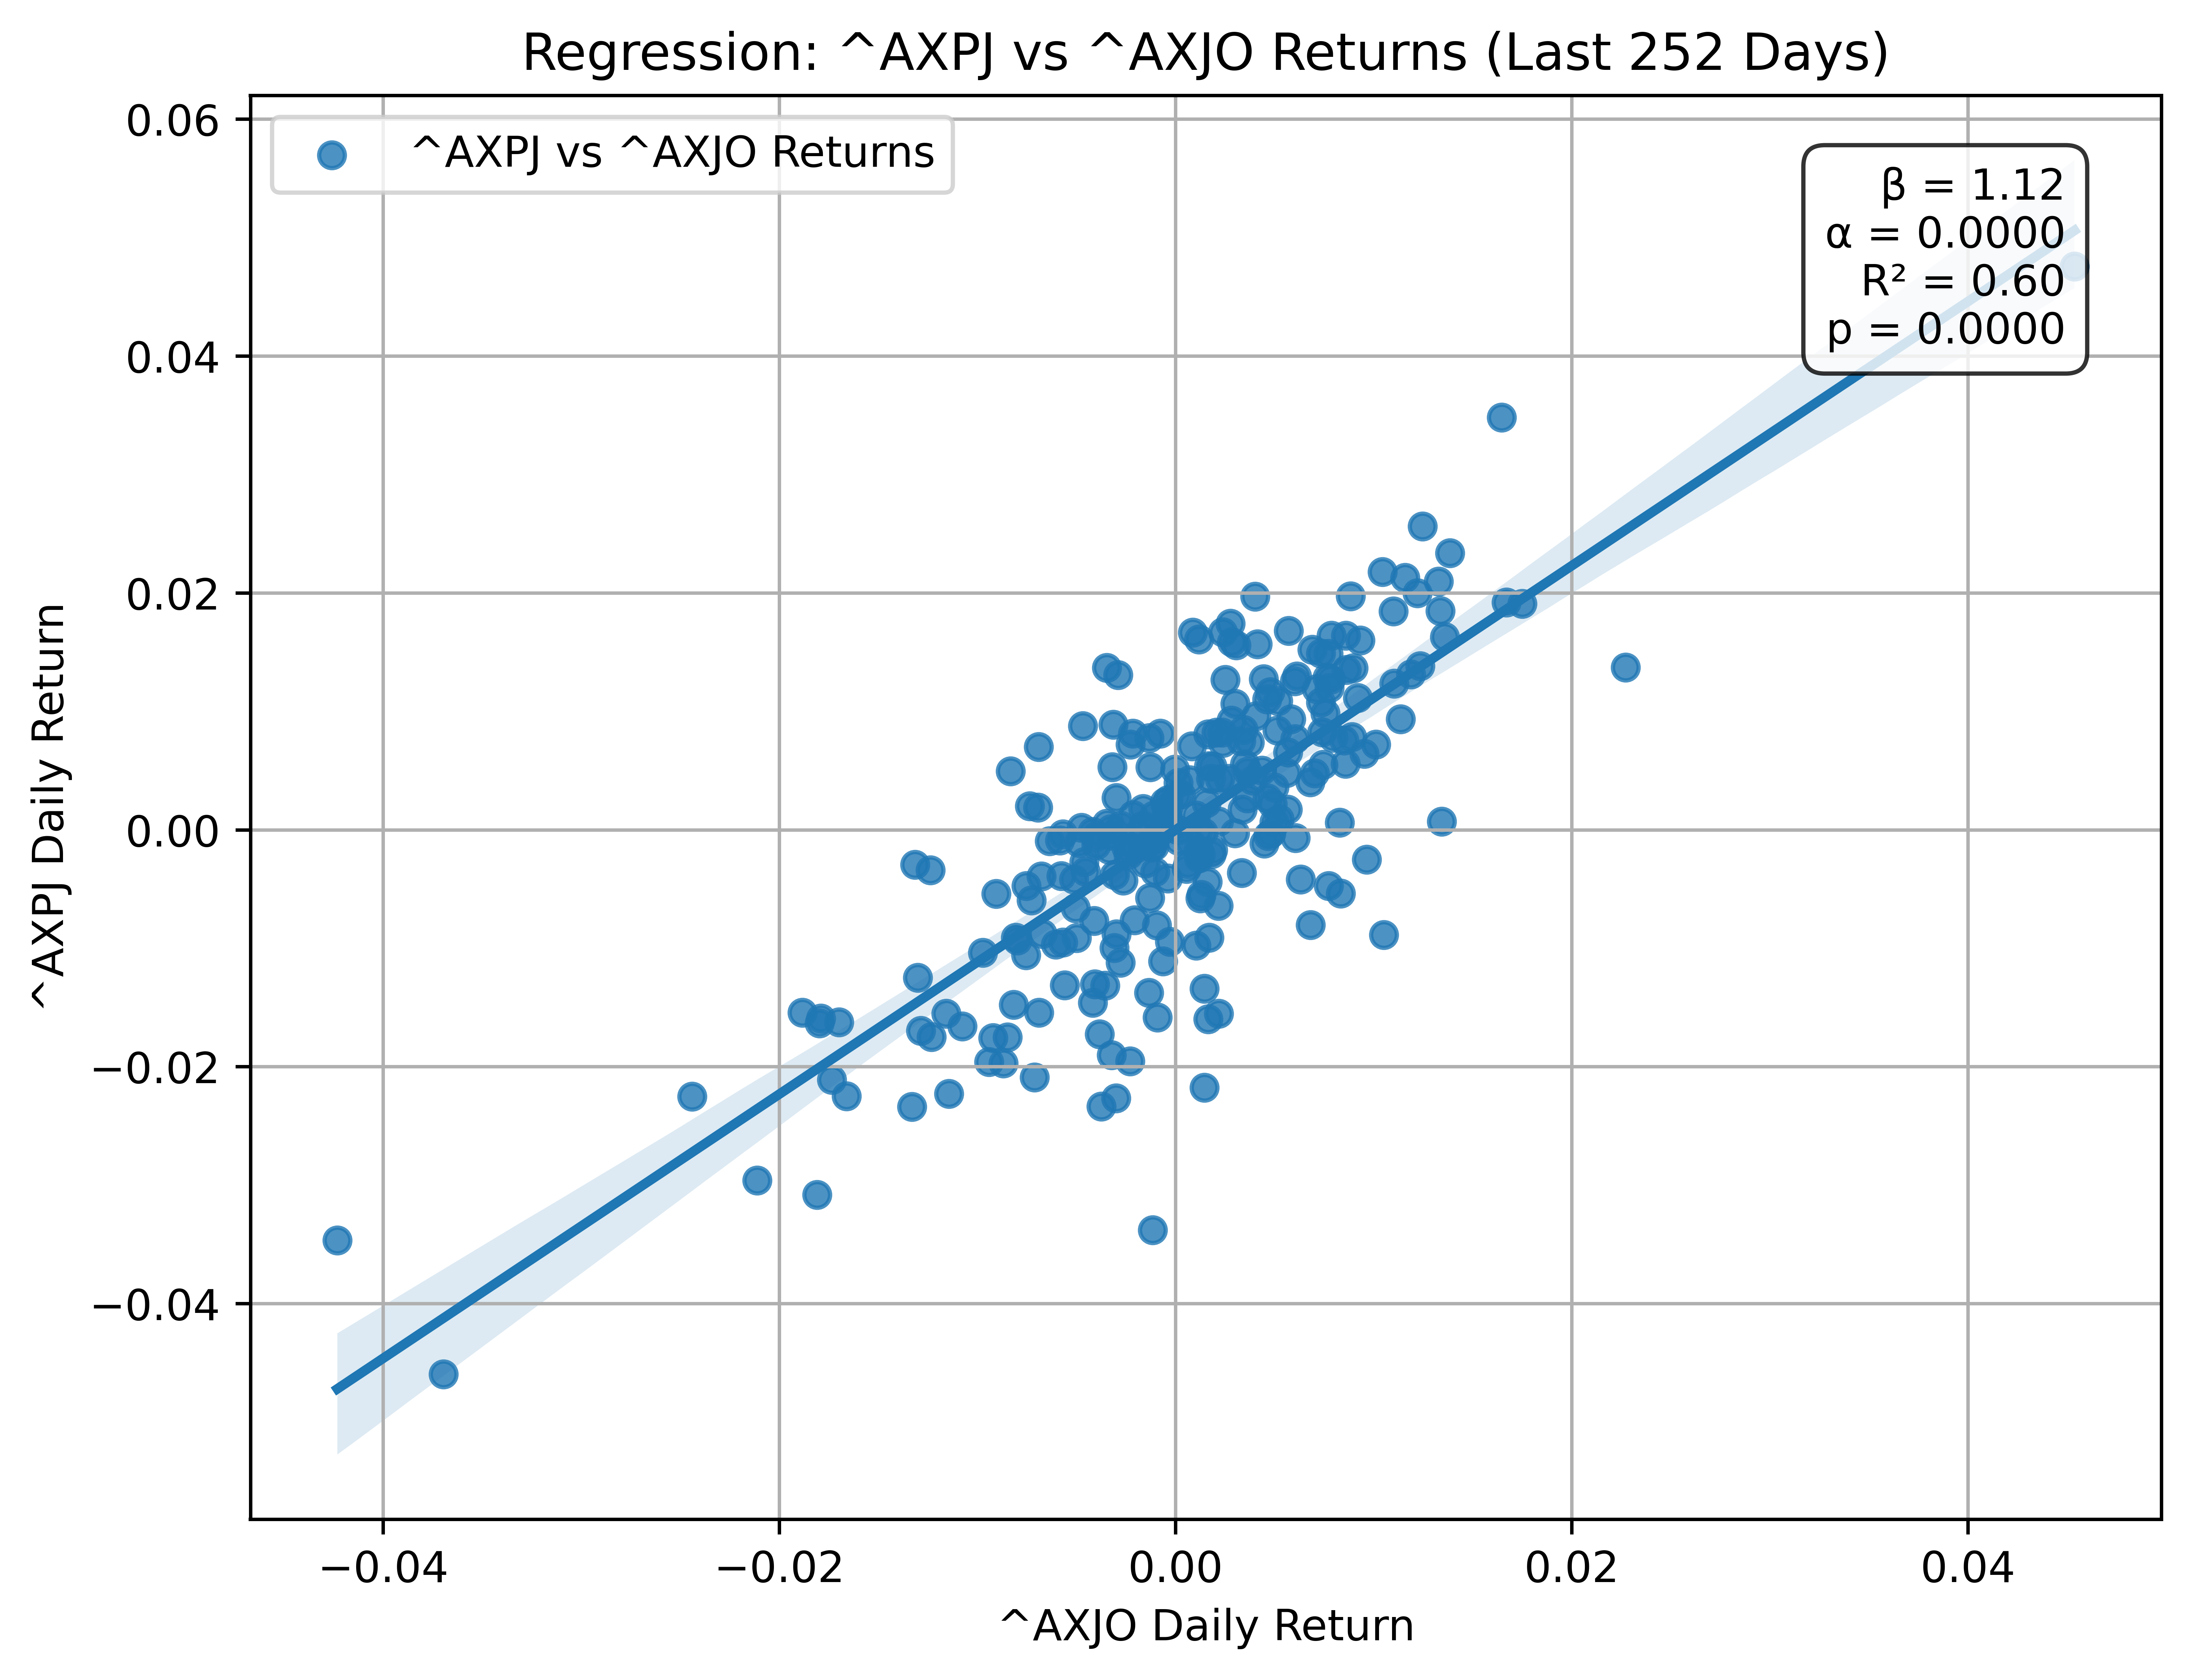 Regression: ^AXPJ vs ^AXJO Returns (Last 252 Days)
^AXPJ vs ^AXJO Returns
β = 1.12
α = 0.0000
R² = 0.60
p = 0.0000
^AXPJ Daily Return
0.06
0.04
0.02
0.00
−0.02
−0.04
−0.04
−0.02
0.00
0.02
0.04
^AXJO Daily Return